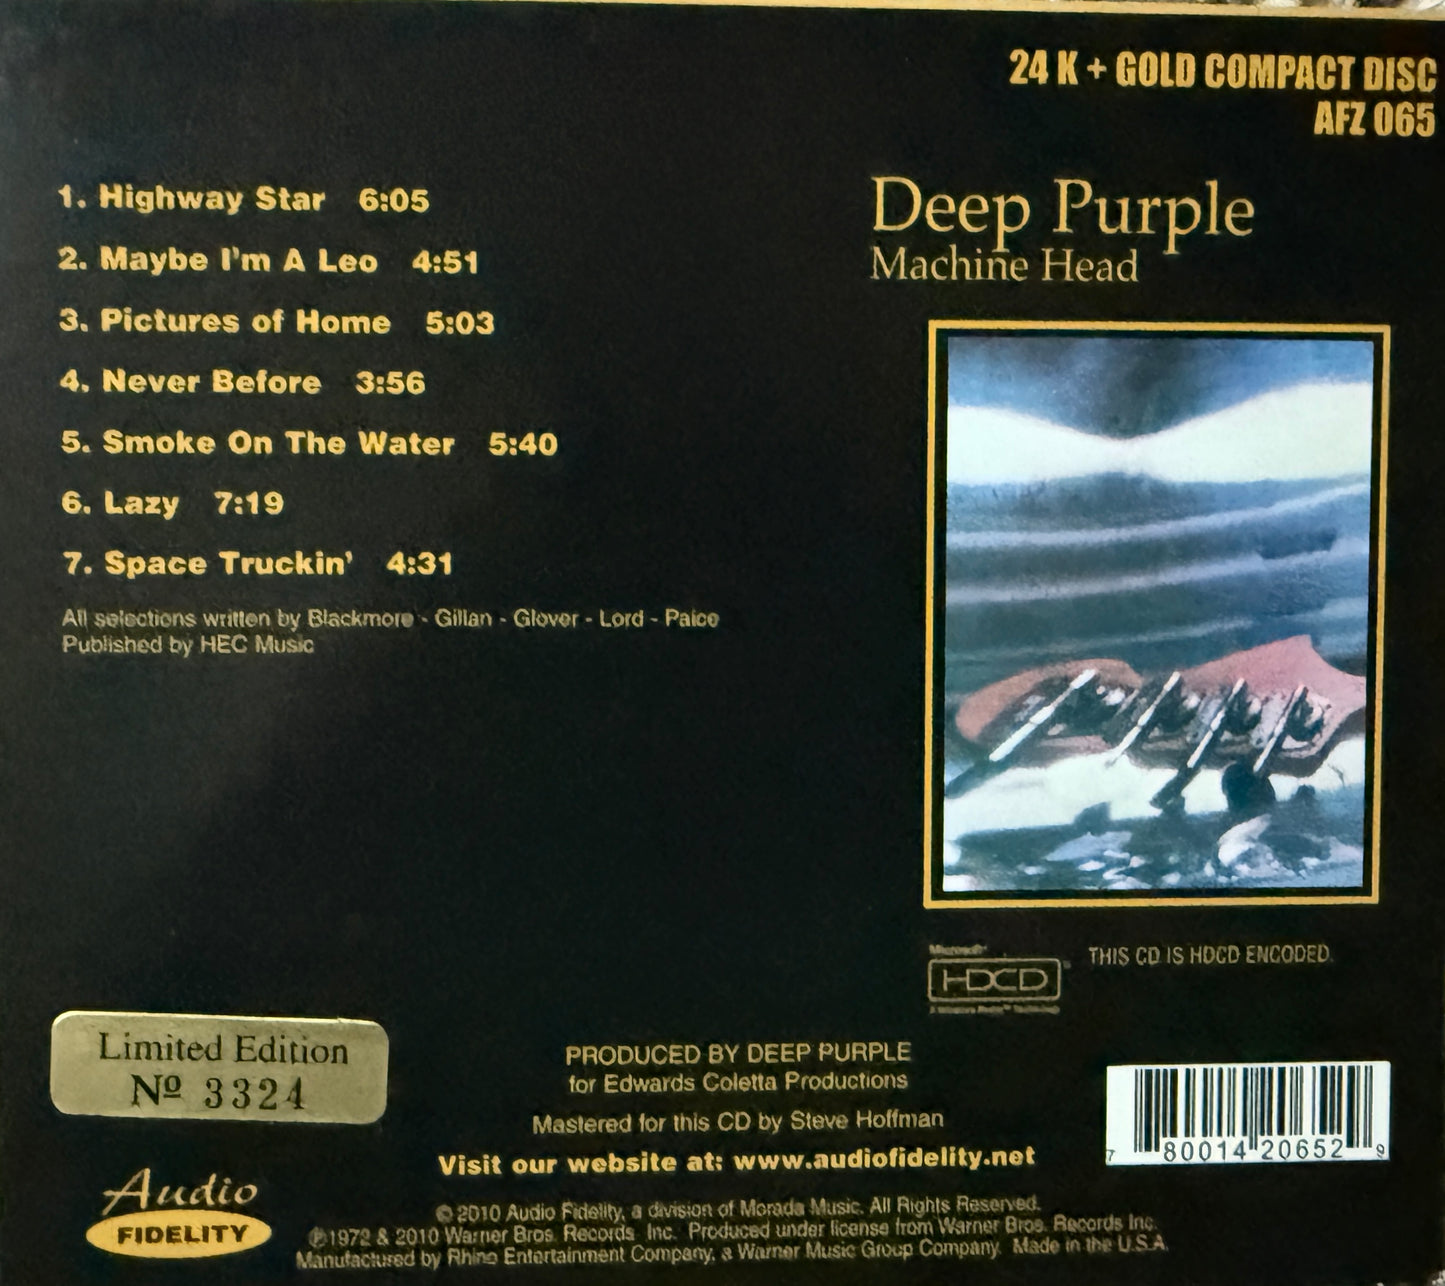 24 K + GOLD COMPACT DISC
AFZ 065
1. Highway Star 6:05
2. Maybe I'm A Leo 4:51
3. Pictures of Home 5:03
4. Never Before 3:56
5. Smoke On The Water 5:40
6. Lazy 7:19
7. Space Truckin' 4:31
All selections written by Blackmore - Gillan - Glover - Lord - Paice
Published by HEC Music
Deep Purple
Machine Head
Microsoft
HDCD
THIS CD IS HDCD ENCODED.
Limited Edition
Nº 3324
PRODUCED BY DEEP PURPLE
for Edwards Coletta Productions
Mastered for this CD by Steve Hoffman
Visit our website at: www.audiofidelity.net
Audio
FIDELITY
© 2010 Audio Fidelity, a division of Morada Music. All Rights Reserved.
℗1972 & 2010 Warner Bros. Records Inc. Produced under license from Warner Bros. Records Inc.
Manufactured by Rhino Entertainment Company, a Warner Music Group Company. Made in the U.S.A.
7 80014 20652 9